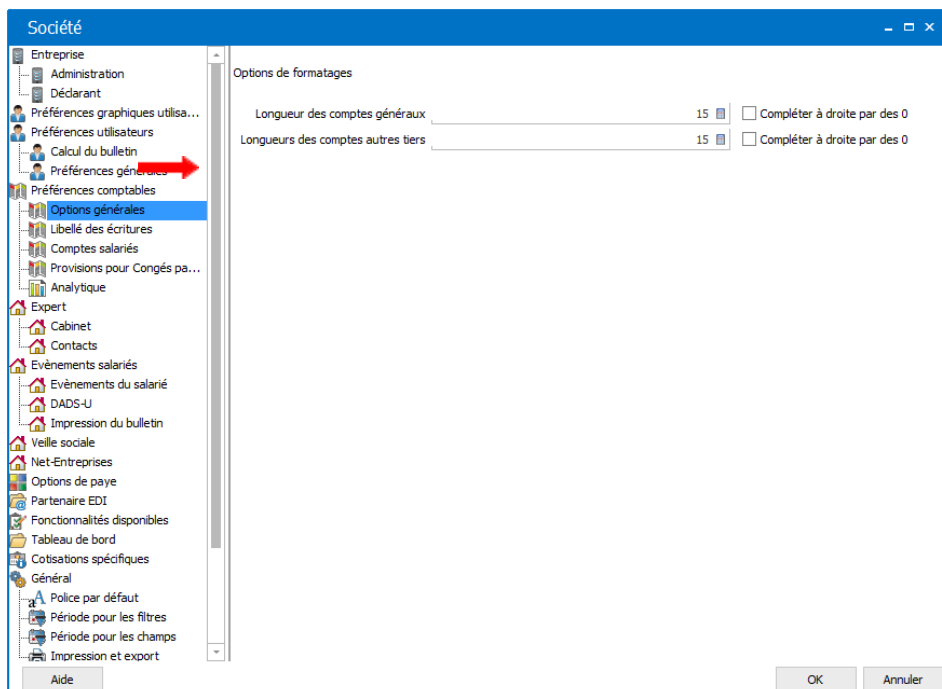 Société
Entreprise
Administration
Déclarant
Préférences graphiques utilisa...
Préférences utilisateurs
Calcul du bulletin
Préférences générales
Préférences comptables
Options générales
Libellé des écritures
Comptes salariés
Provisions pour Congés pa...
Analytique
Expert
Cabinet
Contacts
Evènements salariés
Evènements du salarié
DADS-U
Impression du bulletin
Veille sociale
Net-Entreprises
Options de paye
Partenaire EDI
Fonctionnalités disponibles
Tableau de bord
Cotisations spécifiques
Général
Police par défaut
Période pour les filtres
Période pour les champs
Impression et export
Options de formatages
Longueur des comptes généraux 15 Compléter à droite par des 0
Longueurs des comptes autres tiers 15 Compléter à droite par des 0
Aide OK Annuler